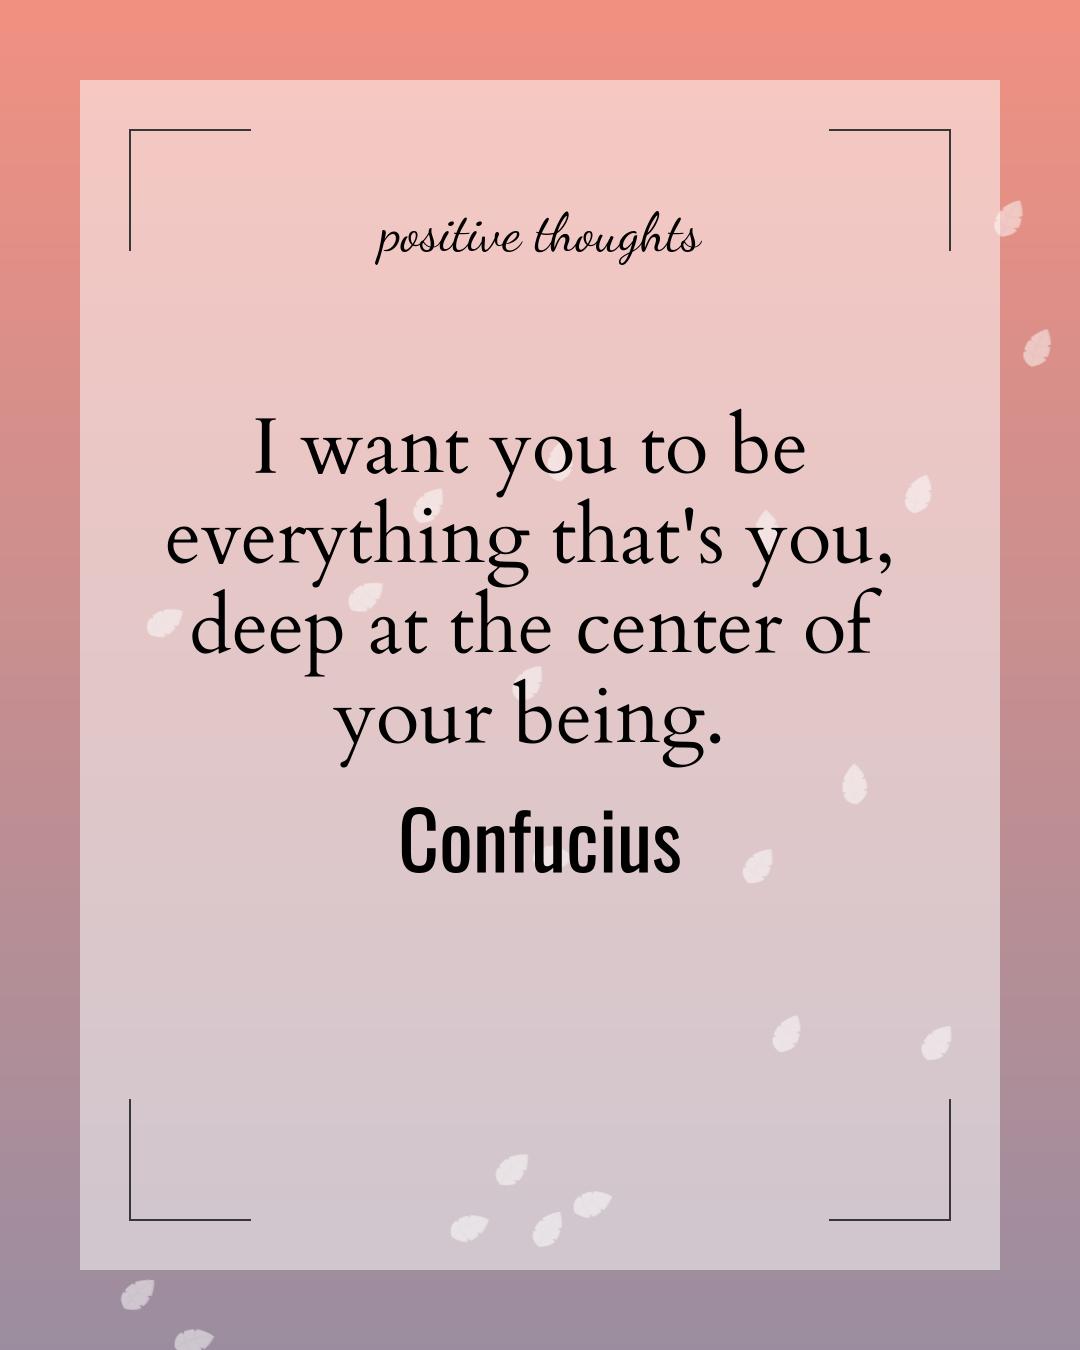 positive thoughts
I want you to be
everything that's you,
deep at the center of
your being.
Confucius